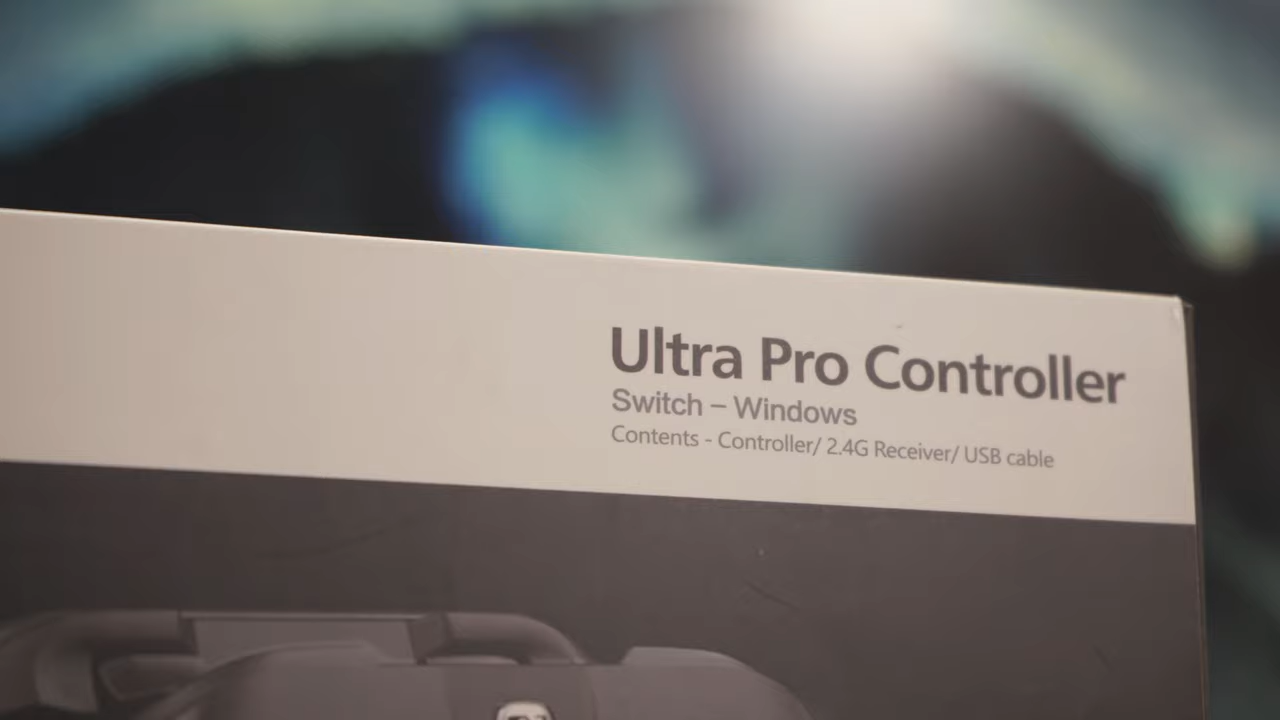 Ultra Pro Controller
Switch – Windows
Contents - Controller/ 2.4G Receiver/ USB cable